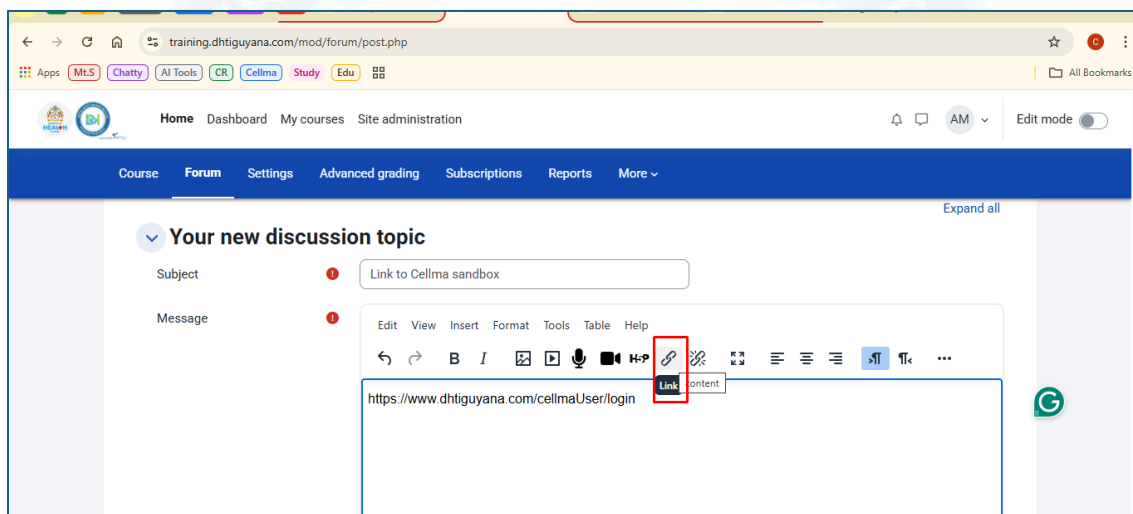 training.dhtiguyana.com/mod/forum/post.php
C
Apps Mt.S Chatty AI Tools CR Cellma Study Edu All Bookmarks
HEALTH Home Dashboard My courses Site administration AM Edit mode
Course Forum Settings Advanced grading Subscriptions Reports More
Expand all
Your new discussion topic
Subject Link to Cellma sandbox
Message
Edit View Insert Format Tools Table Help
B I H5P
Link content
https://www.dhtiguyana.com/cellmaUser/login
G